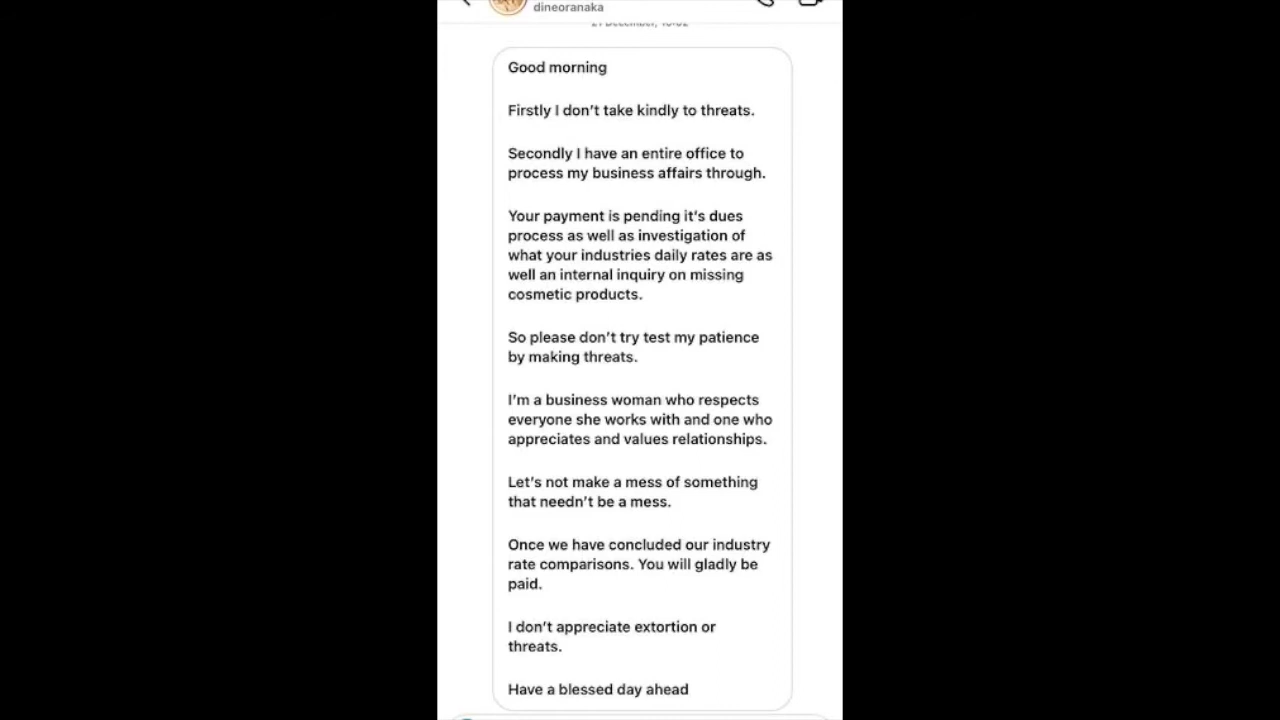 dineoranaka
Good morning
Firstly I don't take kindly to threats.
Secondly I have an entire office to
process my business affairs through.
Your payment is pending it's dues
process as well as investigation of
what your industries daily rates are as
well an internal inquiry on missing
cosmetic products.
So please don't try test my patience
by making threats.
I'm a business woman who respects
everyone she works with and one who
appreciates and values relationships.
Let's not make a mess of something
that needn't be a mess.
Once we have concluded our industry
rate comparisons. You will gladly be
paid.
I don't appreciate extortion or
threats.
Have a blessed day ahead